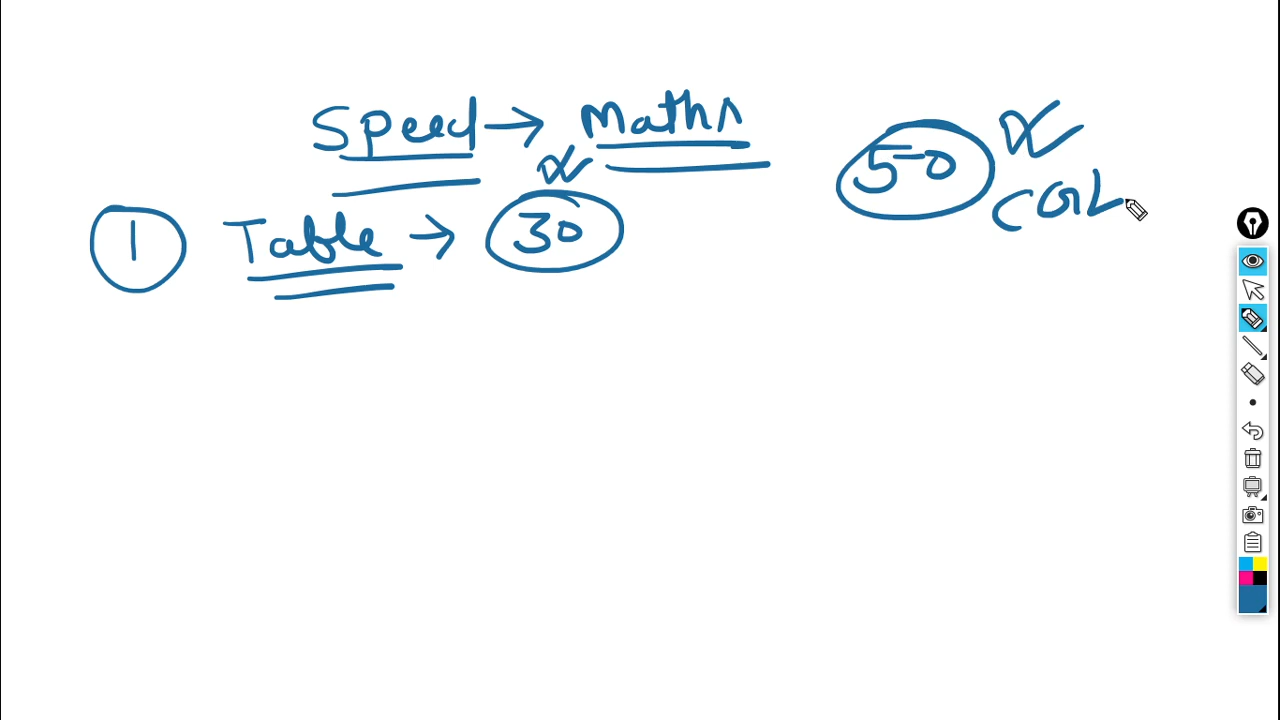 Speed → Maths
50
CGL
1 Table → 30